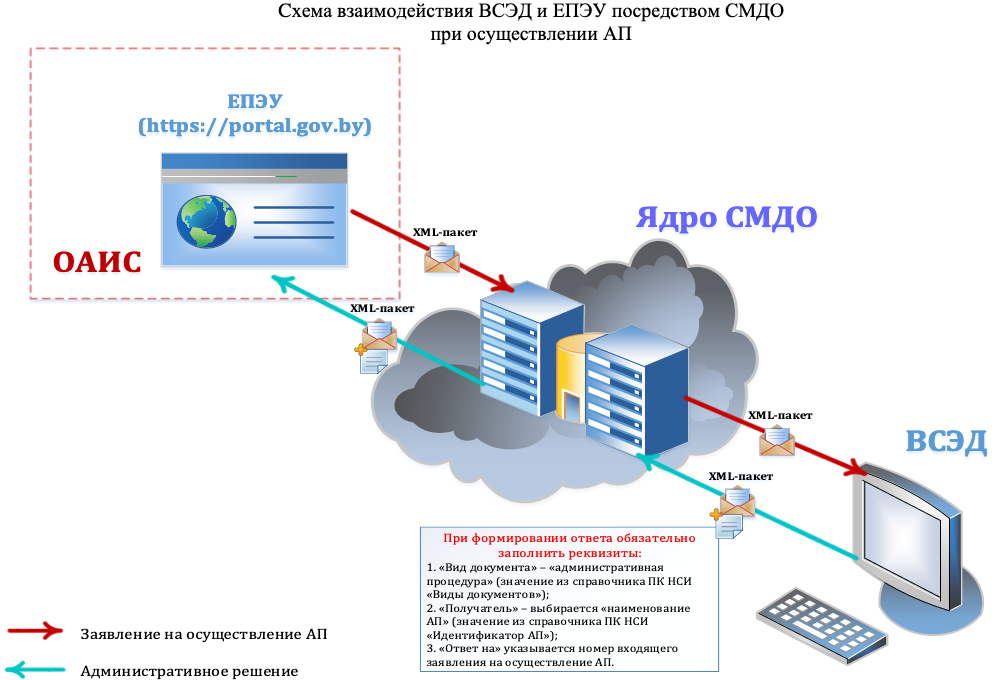 Схема взаимодействия ВСЭД и ЕПЭУ посредством СМДО
при осуществлении АП
ЕПЭУ
(https://portal.gov.by)
ОАИС
XML-пакет
Ядро СМДО
XML-пакет
XML-пакет
ВСЭД
XML-пакет
При формировании ответа обязательно
заполнить реквизиты:
1. «Вид документа» – «административная
процедура» (значение из справочника ПК НСИ
«Виды документов»);
2. «Получатель» – выбирается «наименование
АП» (значение из справочника ПК НСИ
«Идентификатор АП»);
3. «Ответ на» указывается номер входящего
заявления на осуществление АП.
Заявление на осуществление АП
Административное решение